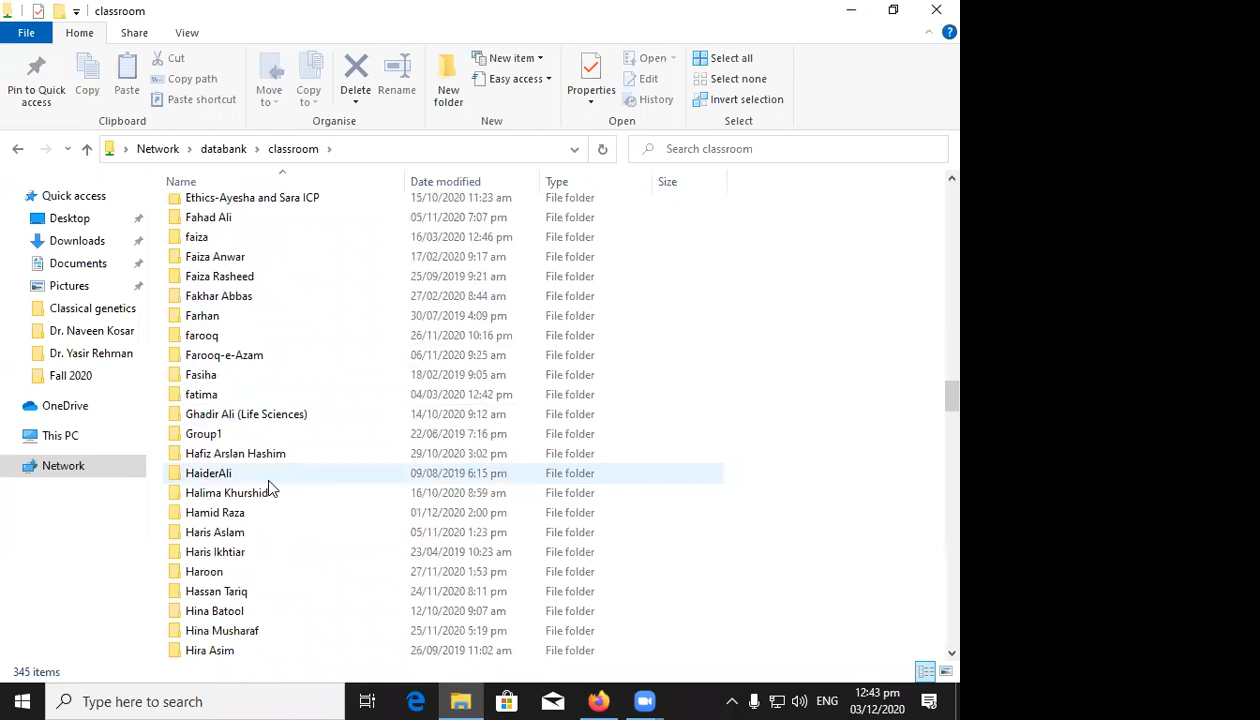 classroom
File Home Share View
Pin to Quick access
Copy
Paste
Cut
Copy path
Paste shortcut
Clipboard
Move to
Copy to
Delete
Rename
Organise
New folder
New item
Easy access
New
Properties
Open
Edit
History
Open
Select all
Select none
Invert selection
Select
Network > databank > classroom >
Search classroom
Quick access
Desktop
Downloads
Documents
Pictures
Classical genetics
Dr. Naveen Kosar
Dr. Yasir Rehman
Fall 2020
OneDrive
This PC
Network
Name Date modified Type Size
Ethics-Ayesha and Sara ICP 15/10/2020 11:23 am File folder
Fahad Ali 05/11/2020 7:07 pm File folder
faiza 16/03/2020 12:46 pm File folder
Faiza Anwar 17/02/2020 9:17 am File folder
Faiza Rasheed 25/09/2019 9:21 am File folder
Fakhar Abbas 27/02/2020 8:44 am File folder
Farhan 30/07/2019 4:09 pm File folder
farooq 26/11/2020 10:16 pm File folder
Farooq-e-Azam 06/11/2020 9:25 am File folder
Fasiha 18/02/2019 9:05 am File folder
fatima 04/03/2020 12:42 pm File folder
Ghadir Ali (Life Sciences) 14/10/2020 9:12 am File folder
Group1 22/06/2019 7:16 pm File folder
Hafiz Arslan Hashim 29/10/2020 3:02 pm File folder
HaiderAli 09/08/2019 6:15 pm File folder
Halima Khurshid 16/10/2020 8:59 am File folder
Hamid Raza 01/12/2020 2:00 pm File folder
Haris Aslam 05/11/2020 1:23 pm File folder
Haris Ikhtiar 23/04/2019 10:23 am File folder
Haroon 27/11/2020 1:53 pm File folder
Hassan Tariq 24/11/2020 8:11 pm File folder
Hina Batool 12/10/2020 9:07 am File folder
Hina Musharaf 25/11/2020 5:19 pm File folder
Hira Asim 26/09/2019 11:02 am File folder
345 items
Type here to search
ENG
12:43 pm
03/12/2020